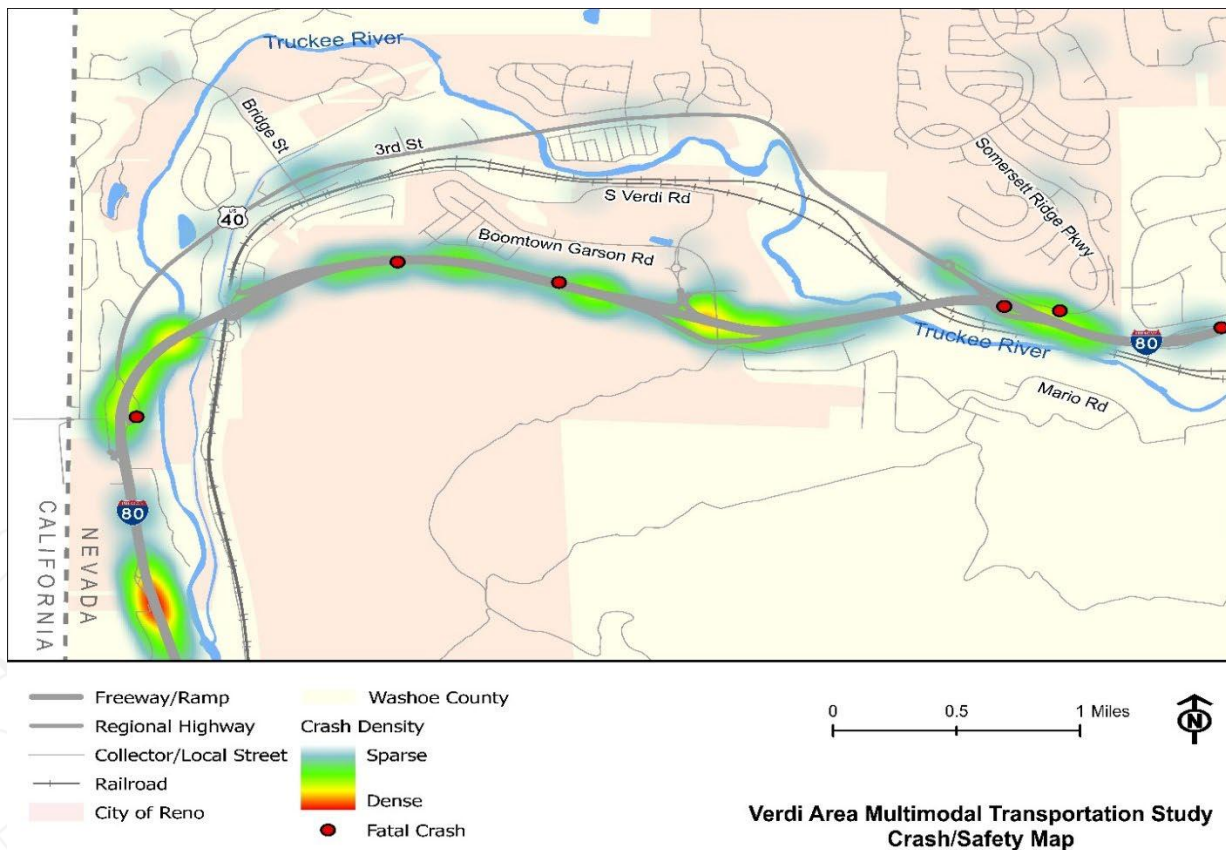 Truckee River
Bridge St
3rd St
US
40
S Verdi Rd
Somersett Ridge Pkwy
Boomtown Garson Rd
Truckee River
80
Mario Rd
80
CALIFORNIA
NEVADA
Freeway/Ramp
Regional Highway
Collector/Local Street
Railroad
City of Reno
Washoe County
Crash Density
Sparse
Dense
Fatal Crash
0 0.5 1 Miles
N
Verdi Area Multimodal Transportation Study
Crash/Safety Map